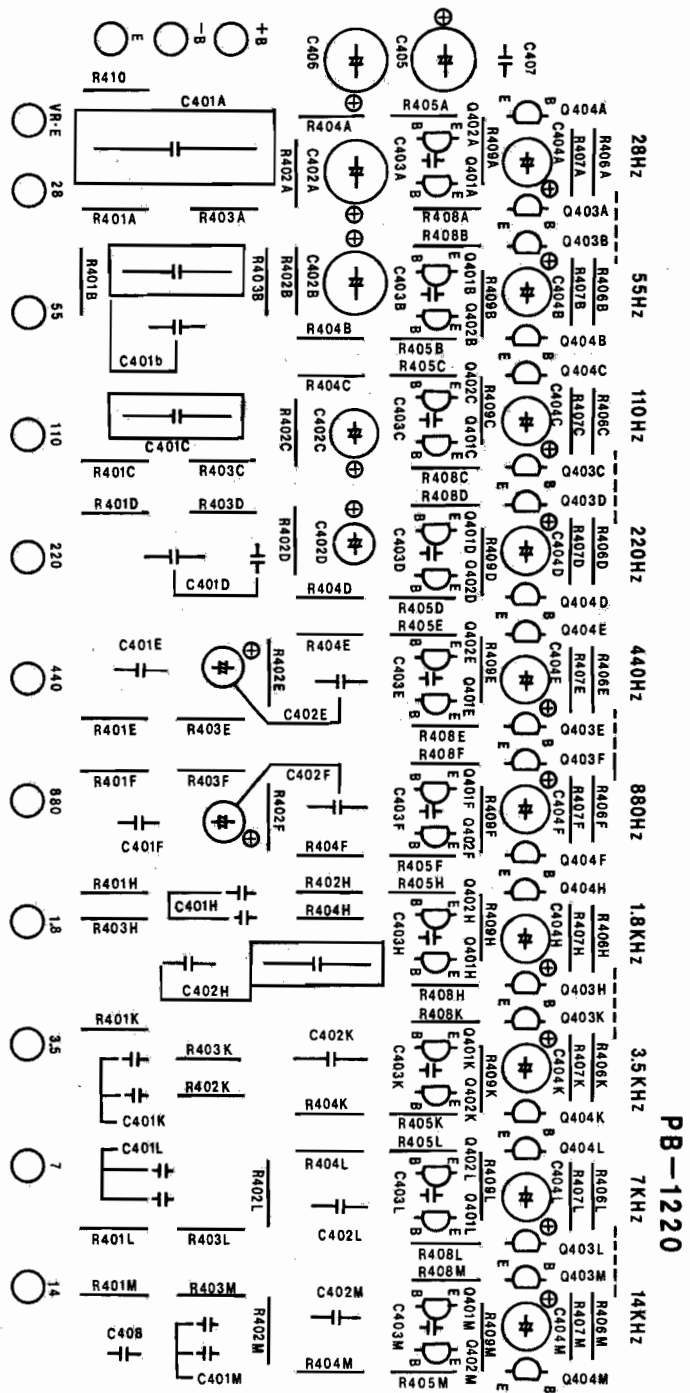 PB-1220
28Hz
55Hz
110Hz
220Hz
440Hz
880Hz
1.8KHz
3.5KHz
7KHz
14KHz
E
-B
+B
C406
C405
C407
R410
C401A
R404A
R405A
Q402A
E
B
R409A
Q404A
E
B
VR-E
R402A
C402A
C403A
Q401A
B
E
C404A
R407A
R406A
28
R401A
R403A
R408A
Q403A
R408B
Q403B
E
B
R401B
R403B
R402B
C402B
C403B
Q401B
B
E
R409B
C404B
R407B
R406B
55
Q402B
B
E
C401b
R404B
R405B
Q404B
B
R405C
R404C
Q404C
E
110
C401C
R402C
C402C
C403C
Q402C
B
E
R409C
Q401C
B
E
C404C
R407C
R406C
R401C
R403C
R408C
Q403C
B
R408D
R401D
R403D
Q403D
E
220
C401D
R402D
C402D
C403D
Q401D
B
E
R409D
Q402D
B
E
C404D
R407D
R406D
R404D
R405D
Q404D
B
R405E
R404E
Q404E
E
440
C401E
R402E
C402E
C403E
Q402E
B
E
R409E
Q401E
B
E
C404E
R407E
R406E
R401E
R403E
R408E
Q403E
B
R408F
R401F
R403F
C402F
Q403F
E
880
C401F
R402F
C403F
Q401F
B
E
R409F
Q402F
B
E
C404F
R407F
R406F
R404F
R405F
Q404F
B
R401H
R402H
R405H
Q404H
E
1.8
R403H
C401H
R404H
C403H
Q402H
B
E
R409H
Q401H
B
E
C404H
R407H
R406H
C402H
R408H
Q403H
B
R408K
R401K
Q403K
E
3.5
R403K
R402K
C402K
C403K
Q401K
B
E
R409K
Q402K
B
E
C404K
R407K
R406K
C401K
R404K
R405K
Q404K
B
C401L
R405L
R404L
Q404L
E
7
R402L
C402L
C403L
Q402L
B
E
R409L
Q401L
B
E
C404L
R407L
R406L
R401L
R403L
R408L
Q403L
B
R408M
R401M
R403M
Q403M
E
14
C408
C401M
R402M
C402M
C403M
Q401M
B
E
R409M
Q402M
B
E
C404M
R407M
R406M
R404M
R405M
Q404M
B
E